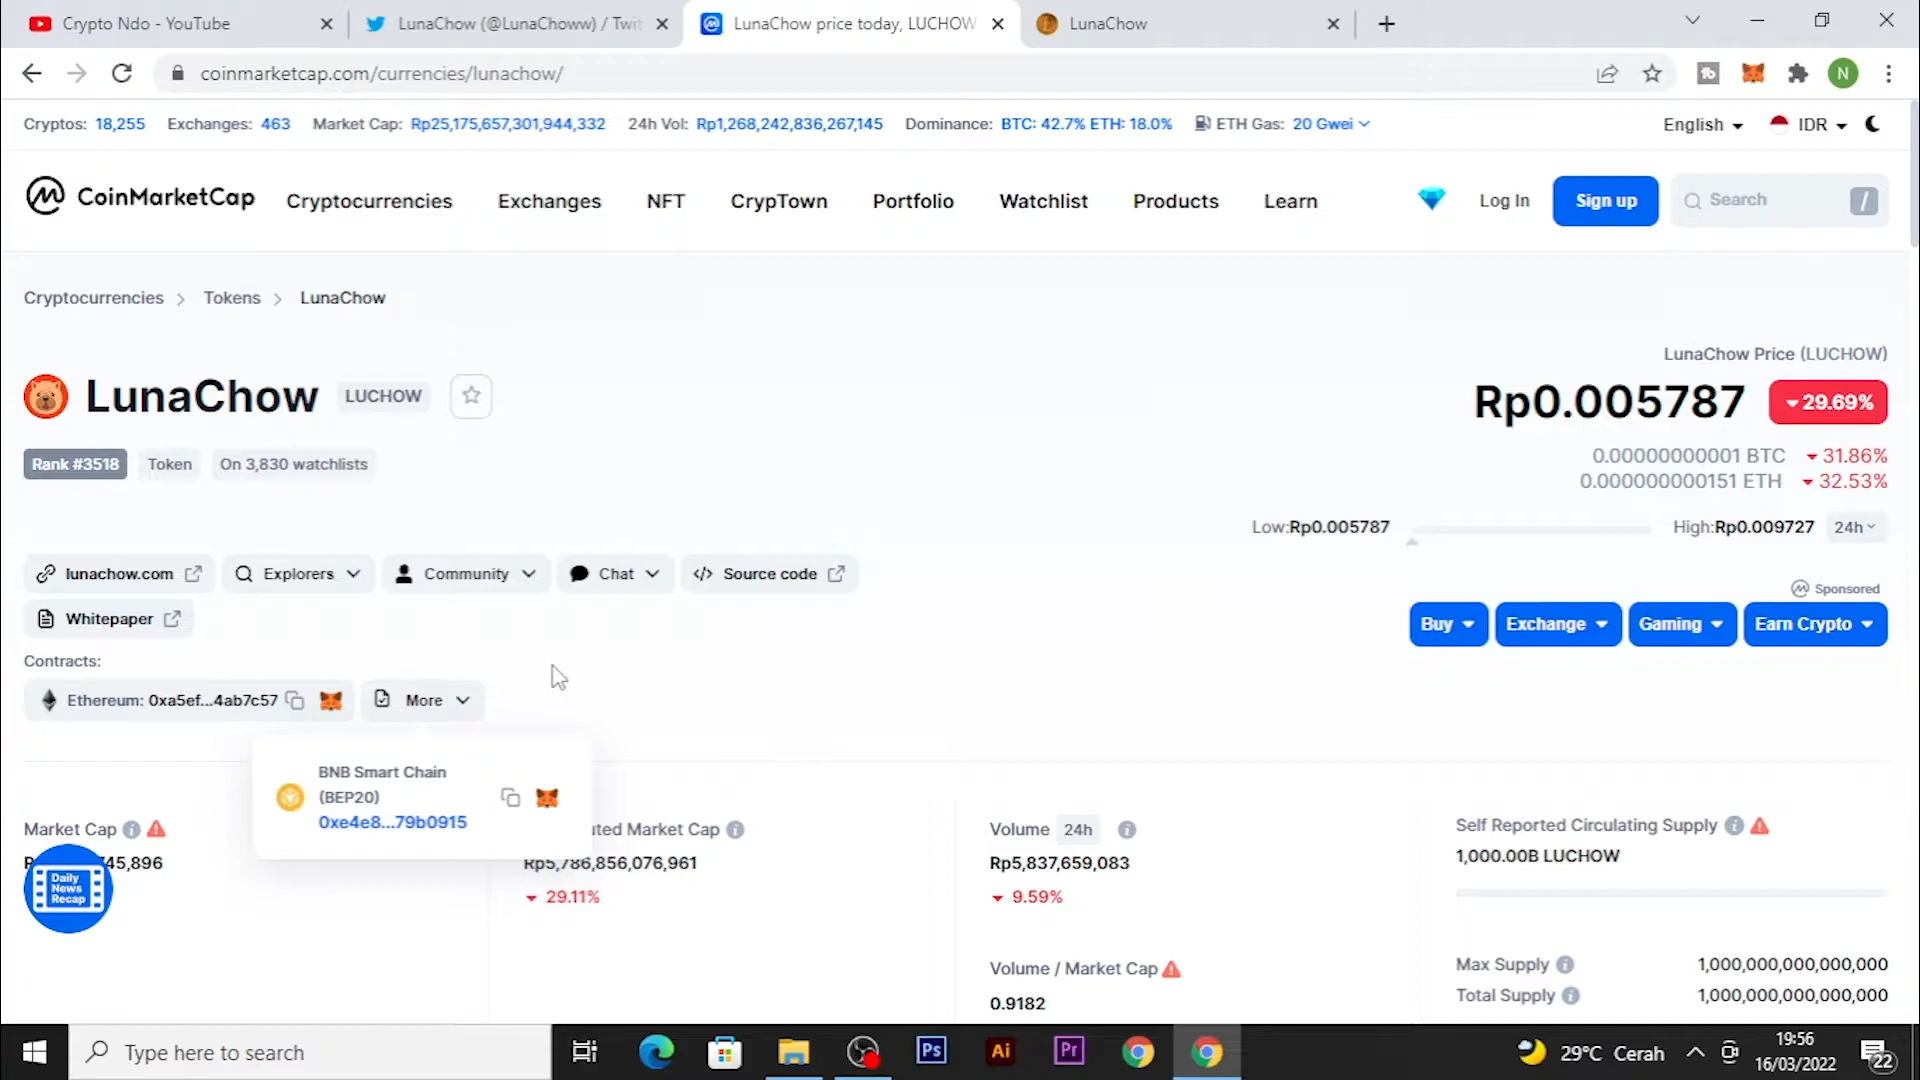 Crypto Ndo - YouTube
LunaChow (@LunaChoww) / Twit
LunaChow price today, LUCHOW
LunaChow
coinmarketcap.com/currencies/lunachow/
N
Cryptos: 18,255 Exchanges: 463 Market Cap: Rp25,175,657,301,944,332 24h Vol: Rp1,268,242,836,267,145 Dominance: BTC: 42.7% ETH: 18.0% ETH Gas: 20 Gwei
English IDR
CoinMarketCap
Cryptocurrencies Exchanges NFT CrypTown Portfolio Watchlist Products Learn
Log In Sign up Search /
Cryptocurrencies > Tokens > LunaChow
LunaChow Price (LUCHOW)
LunaChow LUCHOW
Rp0.005787 29.69%
Rank #3518 Token On 3,830 watchlists
0.00000000001 BTC 31.86%
0.000000000151 ETH 32.53%
Low:Rp0.005787 High:Rp0.009727 24h
lunachow.com Explorers Community Chat </> Source code
Whitepaper
Sponsored
Buy Exchange Gaming Earn Crypto
Contracts:
Ethereum: 0xa5ef...4ab7c57 More
BNB Smart Chain
(BEP20)
0xe4e8...79b0915
Market Cap
45,896
Daily
News
Recap
uted Market Cap
Rp5,786,856,076,961
29.11%
Volume 24h
Rp5,837,659,083
9.59%
Volume / Market Cap
0.9182
Self Reported Circulating Supply
1,000.00B LUCHOW
Max Supply 1,000,000,000,000,000
Total Supply 1,000,000,000,000,000
Type here to search
Ps
Ai
Pr
29°C Cerah
19:56
16/03/2022
22